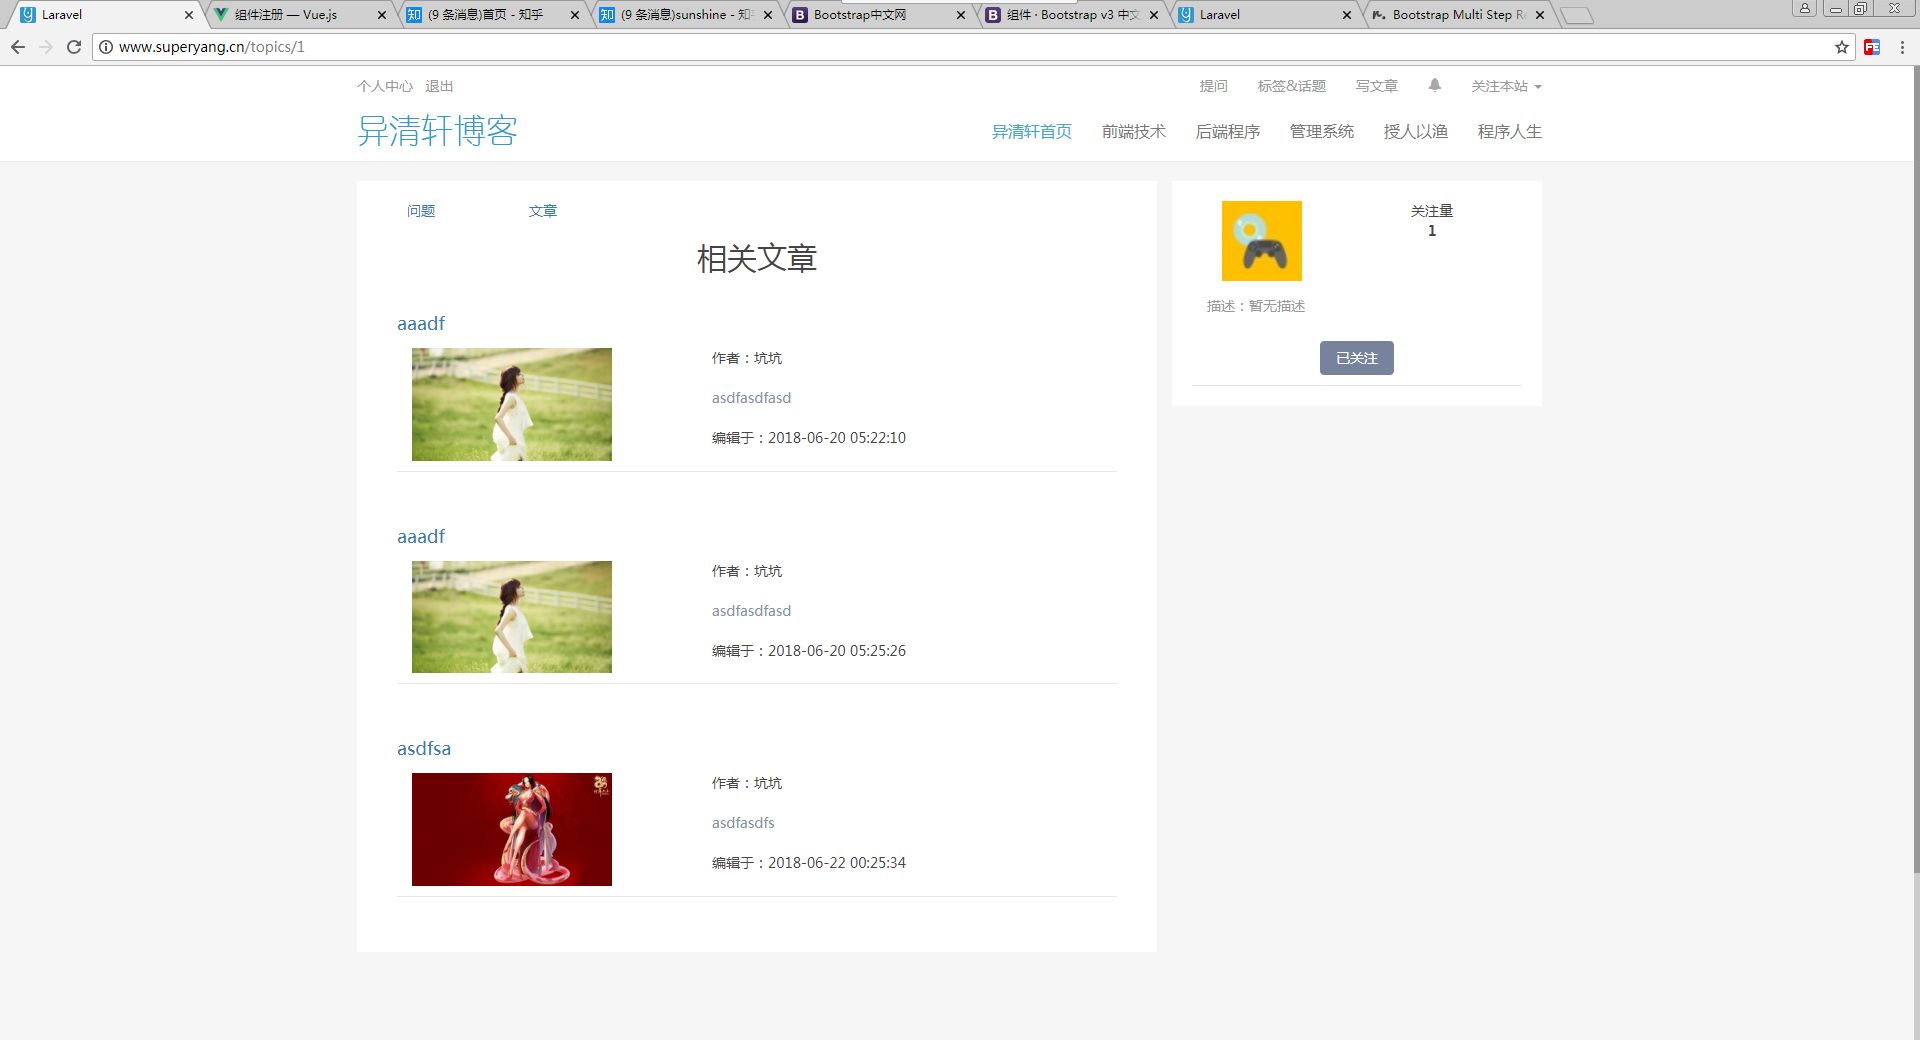 Laravel
组件注册 — Vue.js
(9 条消息)首页 - 知乎
(9 条消息)sunshine - 知
Bootstrap中文网
组件 · Bootstrap v3 中文
Laravel
Bootstrap Multi Step R
www.superyang.cn/topics/1
个人中心 退出
提问 标签&话题 写文章 关注本站
异清轩博客
异清轩首页 前端技术 后端程序 管理系统 授人以渔 程序人生
问题 文章
相关文章
aaadf
作者：坑坑
asdfasdfasd
编辑于：2018-06-20 05:22:10
aaadf
作者：坑坑
asdfasdfasd
编辑于：2018-06-20 05:25:26
asdfsa
作者：坑坑
asdfasdfs
编辑于：2018-06-22 00:25:34
关注量
1
描述：暂无描述
已关注